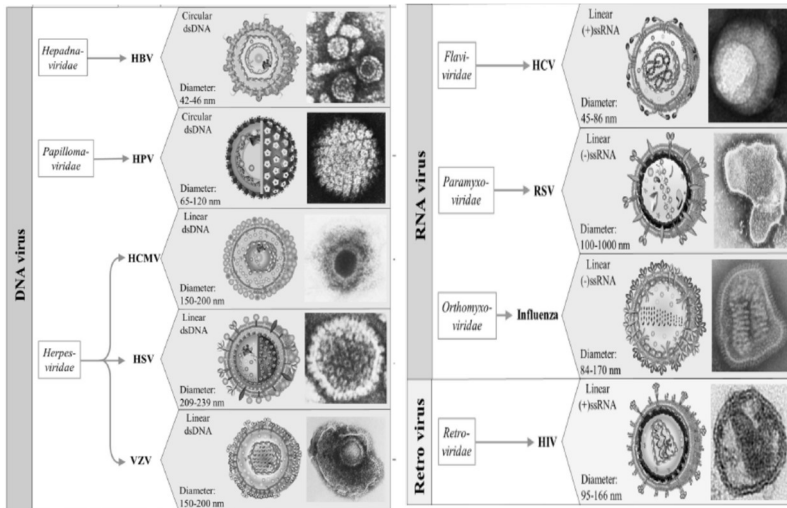 DNA virus
Hepadna-
viridae
HBV
Circular
dsDNA
Diameter:
42-46 nm
Papilloma-
viridae
HPV
Circular
dsDNA
Diameter:
65-120 nm
Herpes-
viridae
HCMV
Linear
dsDNA
Diameter:
150-200 nm
HSV
Linear
dsDNA
Diameter:
209-239 nm
VZV
Linear
dsDNA
Diameter:
150-200 nm
RNA virus
Flavi-
viridae
HCV
Linear
(+)ssRNA
Diameter:
45-86 nm
Paramyxo-
viridae
RSV
Linear
(-)ssRNA
Diameter:
100-1000 nm
Orthomyxo-
viridae
Influenza
Linear
(-)ssRNA
Diameter:
84-170 nm
Retro virus
Retro-
viridae
HIV
Linear
(+)ssRNA
Diameter:
95-166 nm